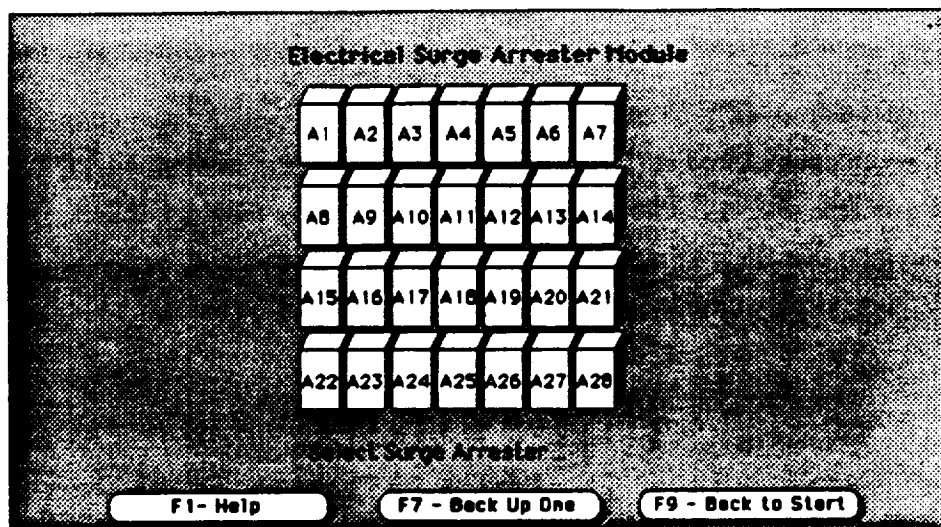 Electrical Surge Arrester Module
A1 A2 A3 A4 A5 A6 A7
A8 A9 A10 A11 A12 A13 A14
A15 A16 A17 A18 A19 A20 A21
A22 A23 A24 A25 A26 A27 A28
Select Surge Arrester _
F1- Help F7 - Back Up One F9 - Back to Start